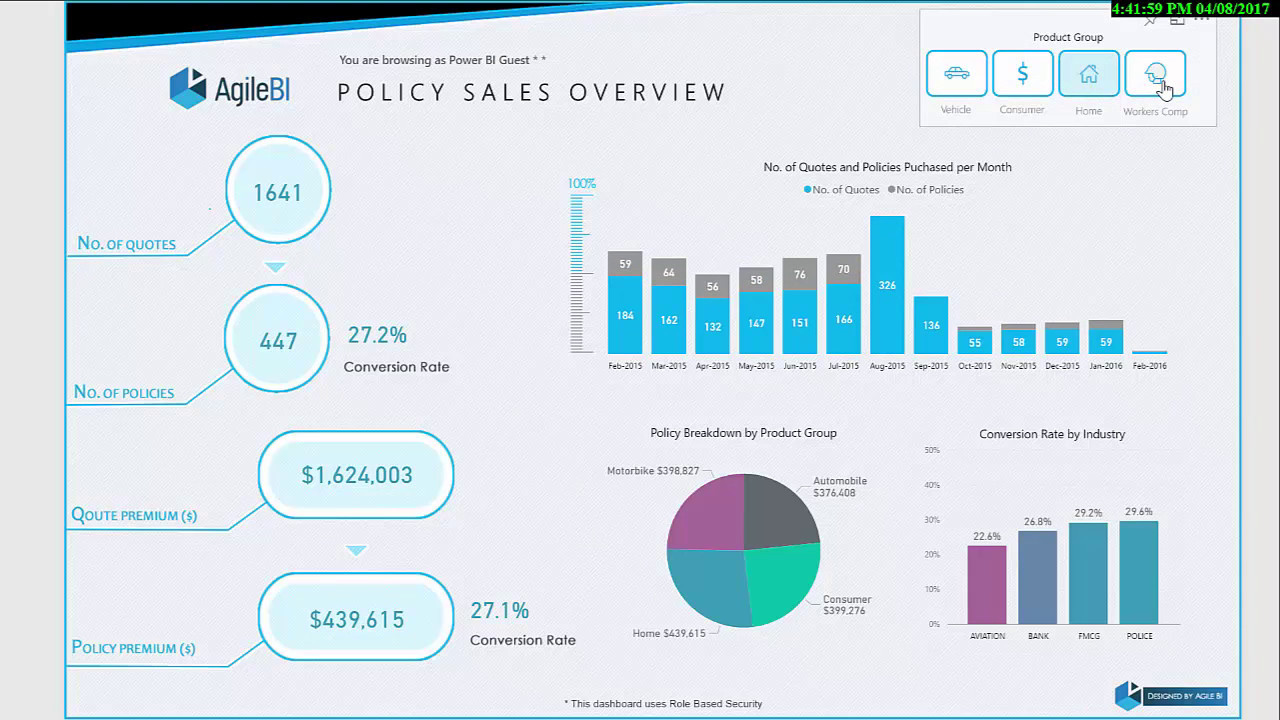 4:41:59 PM 04/08/2017
You are browsing as Power BI Guest * *
AgileBI
POLICY SALES OVERVIEW
Product Group
Vehicle
Consumer
Home
Workers Comp
1641
NO. OF QUOTES
447
NO. OF POLICIES
27.2%
Conversion Rate
$1,624,003
QOUTE PREMIUM ($)
$439,615
POLICY PREMIUM ($)
27.1%
Conversion Rate
No. of Quotes and Policies Puchased per Month
No. of Quotes No. of Policies
100%
59 64 56 58 76 70
184 162 132 147 151 166 326 136 55 58 59 59
Feb-2015 Mar-2015 Apr-2015 May-2015 Jun-2015 Jul-2015 Aug-2015 Sep-2015 Oct-2015 Nov-2015 Dec-2015 Jan-2016 Feb-2016
Policy Breakdown by Product Group
Motorbike $398,827
Automobile
$376,408
Consumer
$399,276
Home $439,615
Conversion Rate by Industry
50%
40%
30%
20%
10%
0%
22.6% 26.8% 29.2% 29.6%
AVIATION BANK FMCG POLICE
* This dashboard uses Role Based Security
DESIGNED BY AGILE BI